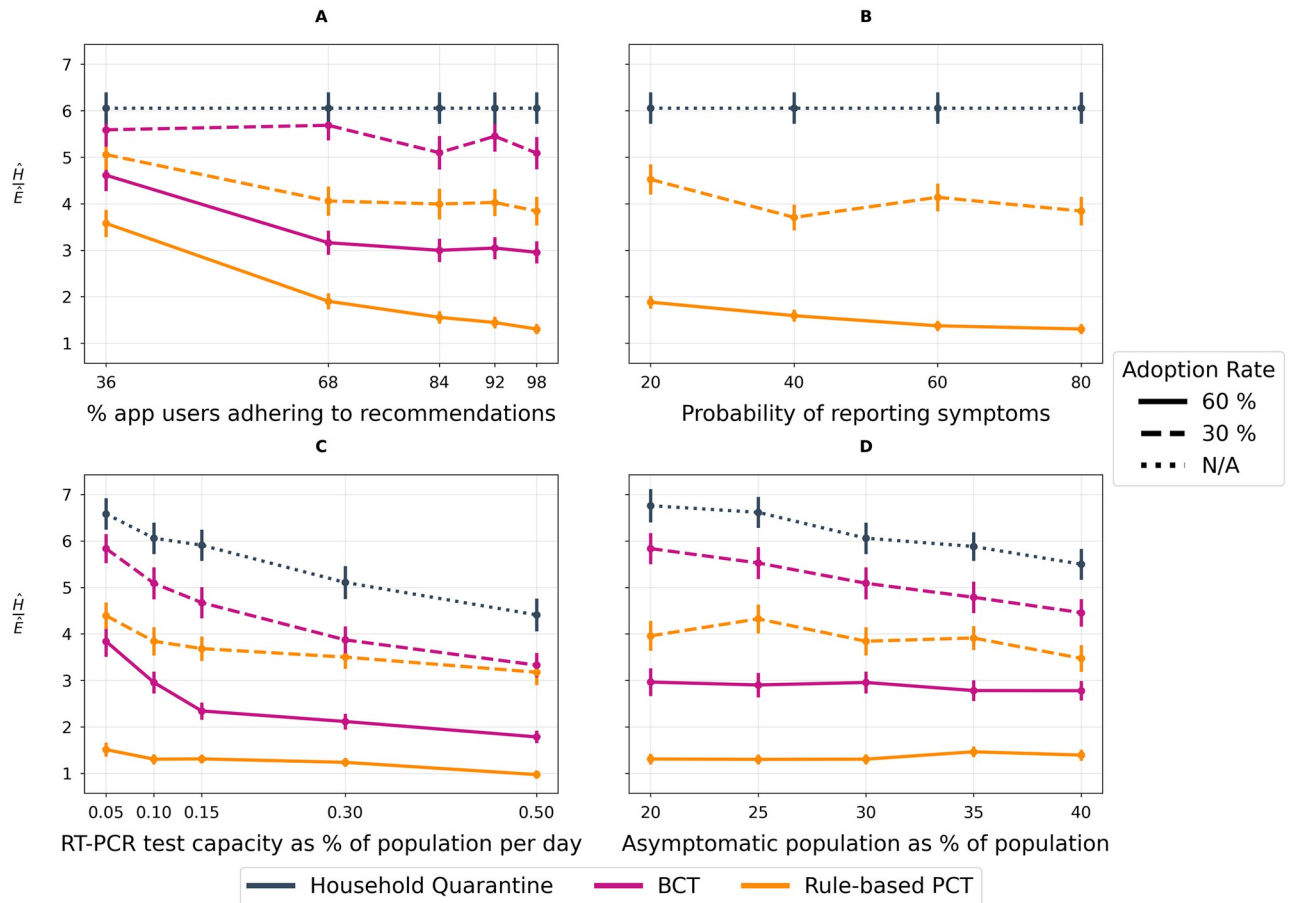 A
B
7
6
5
4
3
2
1
Ĥ
Ê
36 68 84 92 98
% app users adhering to recommendations
20 40 60 80
Probability of reporting symptoms
Adoption Rate
60 %
30 %
N/A
C
D
7
6
5
4
3
2
1
Ĥ
Ê
0.05 0.10 0.15 0.30 0.50
RT-PCR test capacity as % of population per day
20 25 30 35 40
Asymptomatic population as % of population
Household Quarantine BCT Rule-based PCT